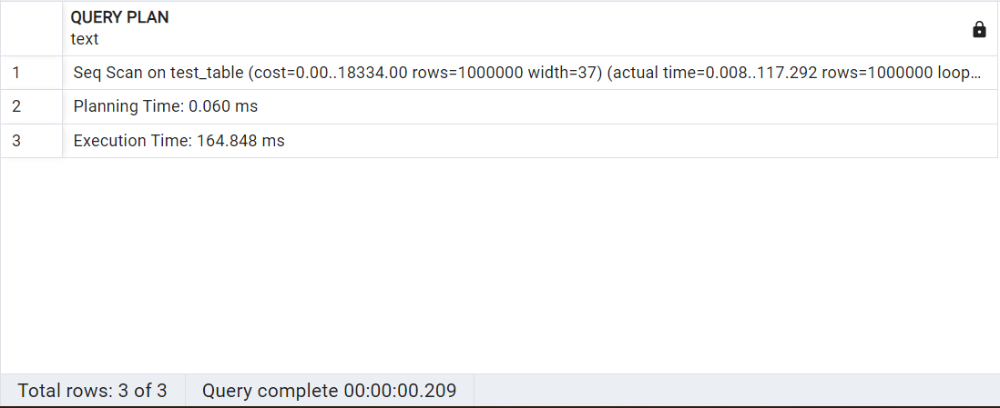 QUERY PLAN
text
1 Seq Scan on test_table (cost=0.00..18334.00 rows=1000000 width=37) (actual time=0.008..117.292 rows=1000000 loop...
2 Planning Time: 0.060 ms
3 Execution Time: 164.848 ms
Total rows: 3 of 3 Query complete 00:00:00.209